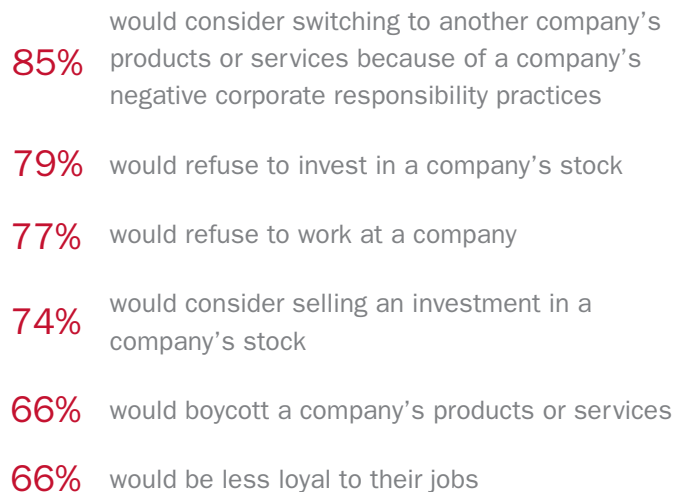 would consider switching to another company’s
85% products or services because of a company’s
negative corporate responsibility practices
79% would refuse to invest in a company’s stock
77% would refuse to work at a company
would consider selling an investment in a
74%
company’s stock
66% would boycott a company’s products or services
66% would be less loyal to their jobs